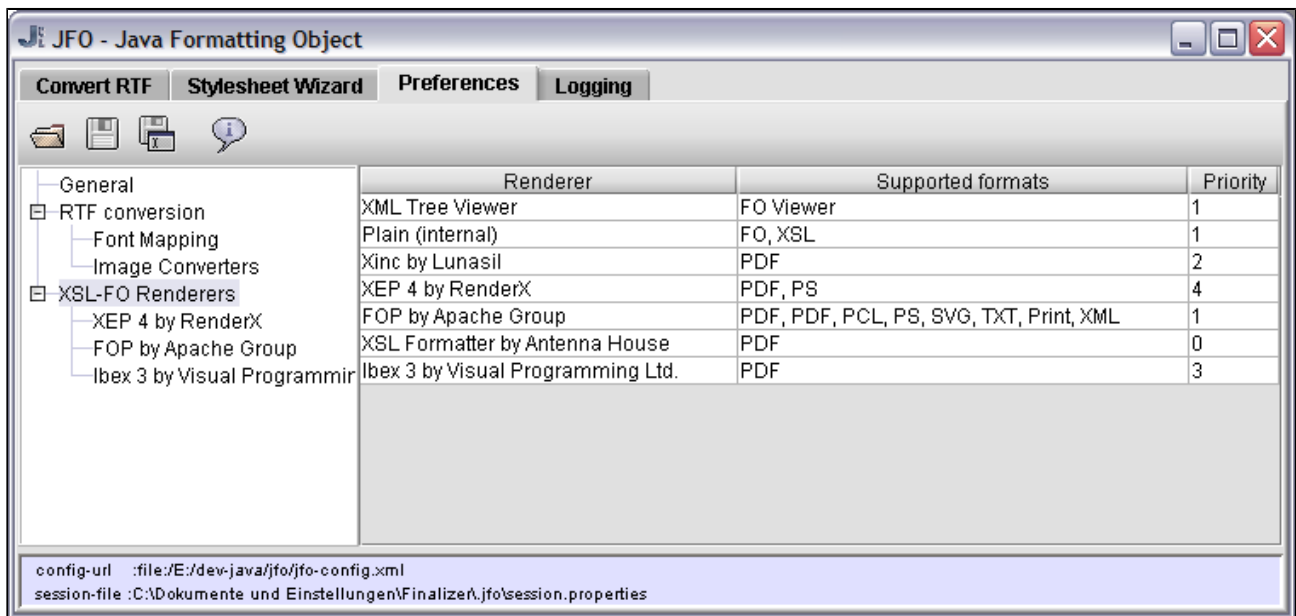 JFO - Java Formatting Object
Convert RTF Stylesheet Wizard Preferences Logging
General
RTF conversion
Font Mapping
Image Converters
XSL-FO Renderers
XEP 4 by RenderX
FOP by Apache Group
Ibex 3 by Visual Programmin
Renderer Supported formats Priority
XML Tree Viewer FO Viewer 1
Plain (internal) FO, XSL 1
Xinc by Lunasil PDF 2
XEP 4 by RenderX PDF, PS 4
FOP by Apache Group PDF, PDF, PCL, PS, SVG, TXT, Print, XML 1
XSL Formatter by Antenna House PDF 0
Ibex 3 by Visual Programming Ltd. PDF 3
config-url :file:/E:/dev-java/jfo/jfo-config.xml
session-file :C:\Dokumente und Einstellungen\Finalizer\.jfo\session.properties